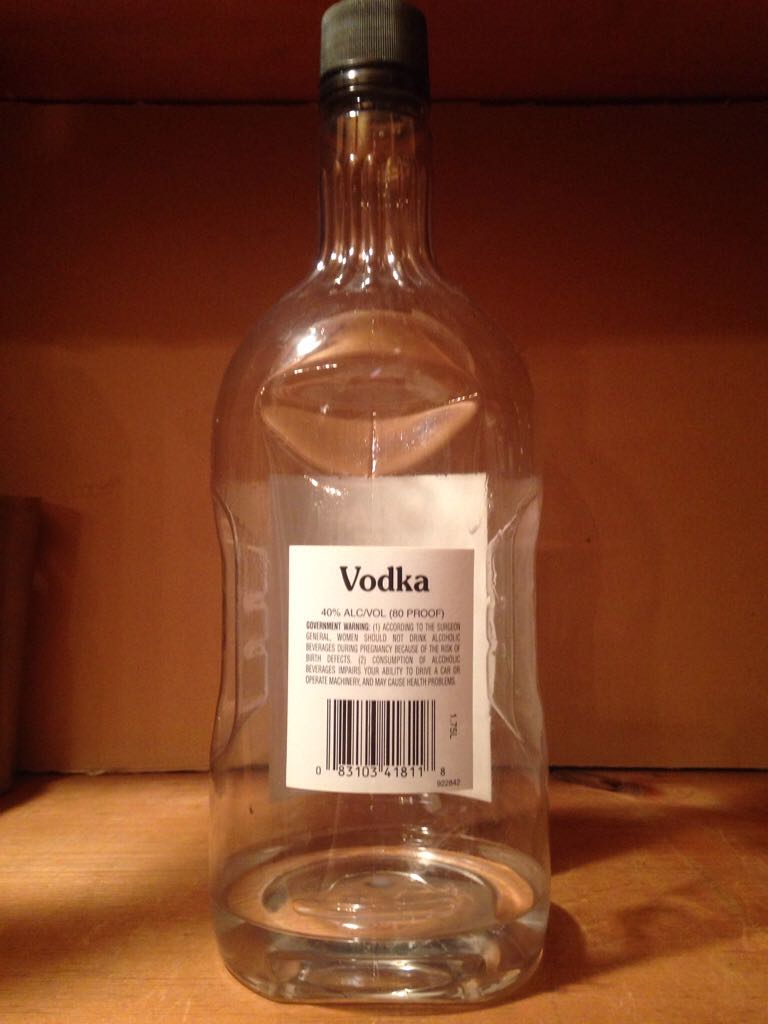 Vodka
40% ALC/VOL (80 PROOF)
GOVERNMENT WARNING: (1) ACCORDING TO THE SURGEON
GENERAL, WOMEN SHOULD NOT DRINK ALCOHOLIC
BEVERAGES DURING PREGNANCY BECAUSE OF THE RISK OF
BIRTH DEFECTS. (2) CONSUMPTION OF ALCOHOLIC
BEVERAGES IMPAIRS YOUR ABILITY TO DRIVE A CAR OR
OPERATE MACHINERY, AND MAY CAUSE HEALTH PROBLEMS.
1.75L
0 83103 41811 8
922842